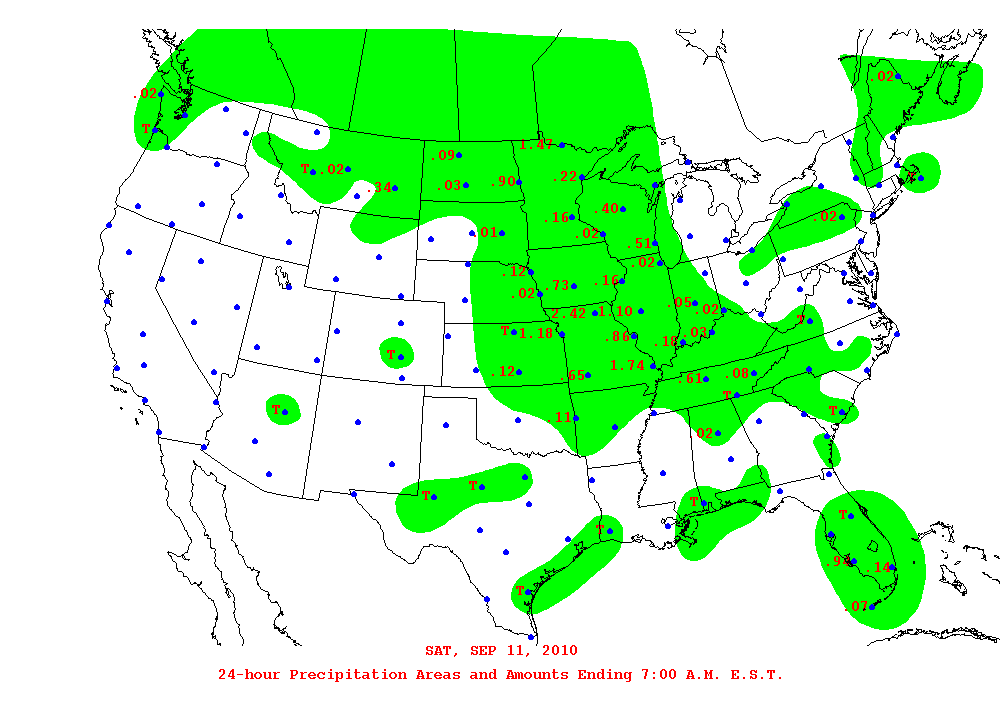 .02
.02
T
1.47
.09
T .02
.22
.34
.03
.90
T
.40
.16
.02
.01
.02
.51
.02
.12
.16
.73
.02
.05
.02
2.42
1.10
T
T
1.18
.03
.86
.18
T
1.74
.12
.65
.61
.08
T
T
T
.11
.02
T
T
T
T
T
.14
T
.07
SAT, SEP 11, 2010
24-hour Precipitation Areas and Amounts Ending 7:00 A.M. E.S.T.